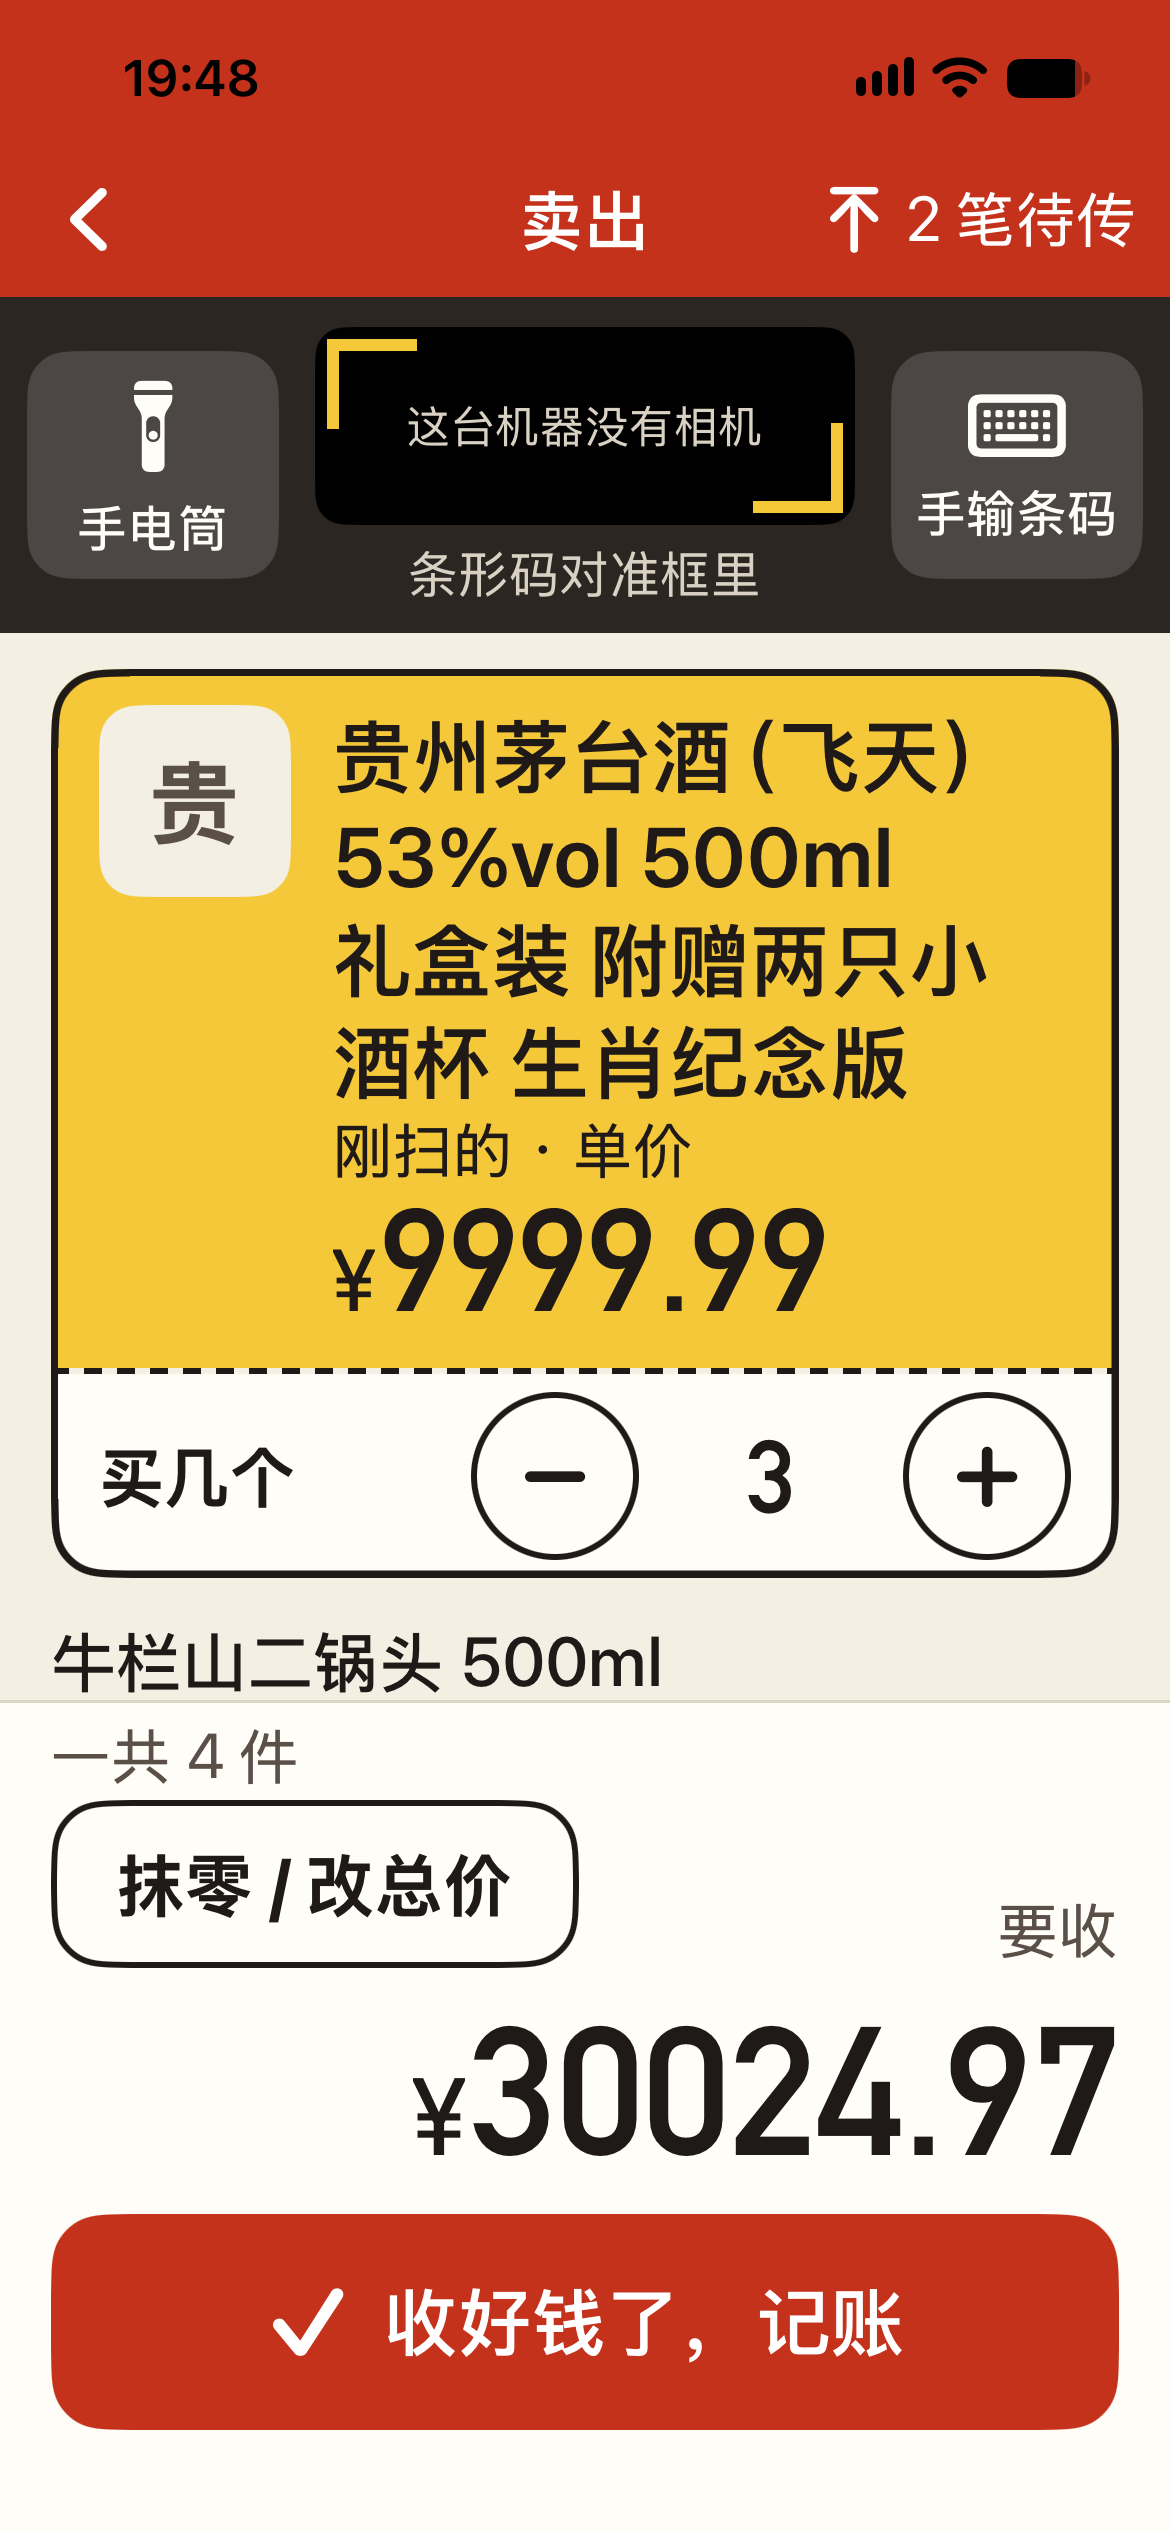 19:48
卖出
2 笔待传
手电筒
这台机器没有相机
条形码对准框里
手输条码
贵
贵州茅台酒（飞天）
53%vol 500ml
礼盒装 附赠两只小
酒杯 生肖纪念版
刚扫的 · 单价
¥9999.99
买几个
3
牛栏山二锅头 500ml
一共 4 件
抹零 / 改总价
要收
¥30024.97
收好钱了，记账